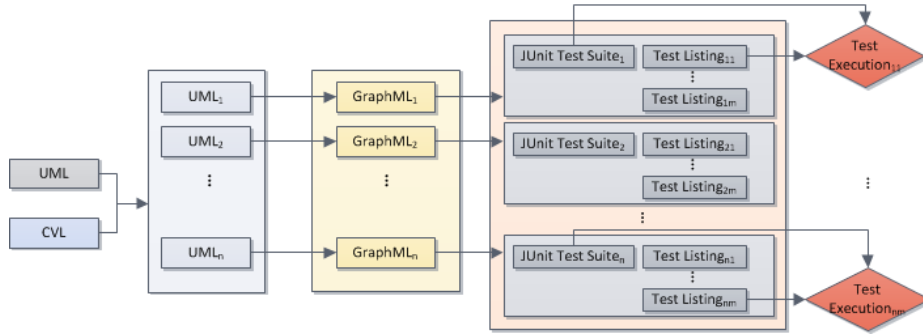 UML
CVL
UML₁
UML₂
⋮
UMLₙ
GraphML₁
GraphML₂
⋮
GraphMLₙ
JUnit Test Suite₁
Test Listing₁₁
⋮
Test Listing₁ₘ
JUnit Test Suite₂
Test Listing₂₁
⋮
Test Listing₂ₘ
⋮
JUnit Test Suiteₙ
Test Listingₙ₁
⋮
Test Listingₙₘ
Test
Execution₁₁
⋮
Test
Executionₙₘ